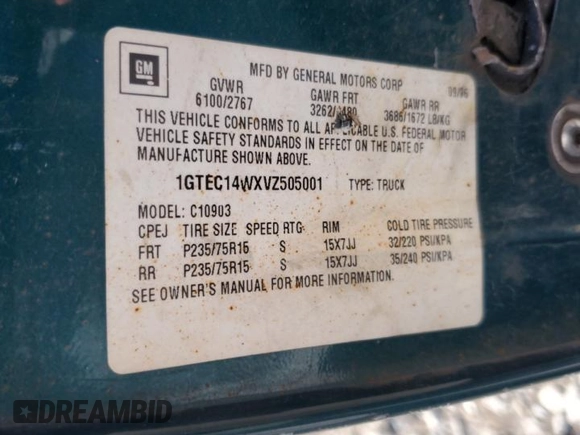 GM
MFD BY GENERAL MOTORS CORP 09/96
GVWR GAWR FRT GAWR RR
6100/2767 3262/1480 3686/1672 LB/KG
THIS VEHICLE CONFORMS TO ALL APPLICABLE U.S. FEDERAL MOTOR
VEHICLE SAFETY STANDARDS IN EFFECT ON THE DATE OF
MANUFACTURE SHOWN ABOVE.
1GTEC14WXVZ505001 TYPE: TRUCK
MODEL: C10903
CPEJ TIRE SIZE SPEED RTG RIM COLD TIRE PRESSURE
FRT P235/75R15 S 15X7JJ 32/220 PSI/KPA
RR P235/75R15 S 15X7JJ 35/240 PSI/KPA
SEE OWNER'S MANUAL FOR MORE INFORMATION.
DREAMBID